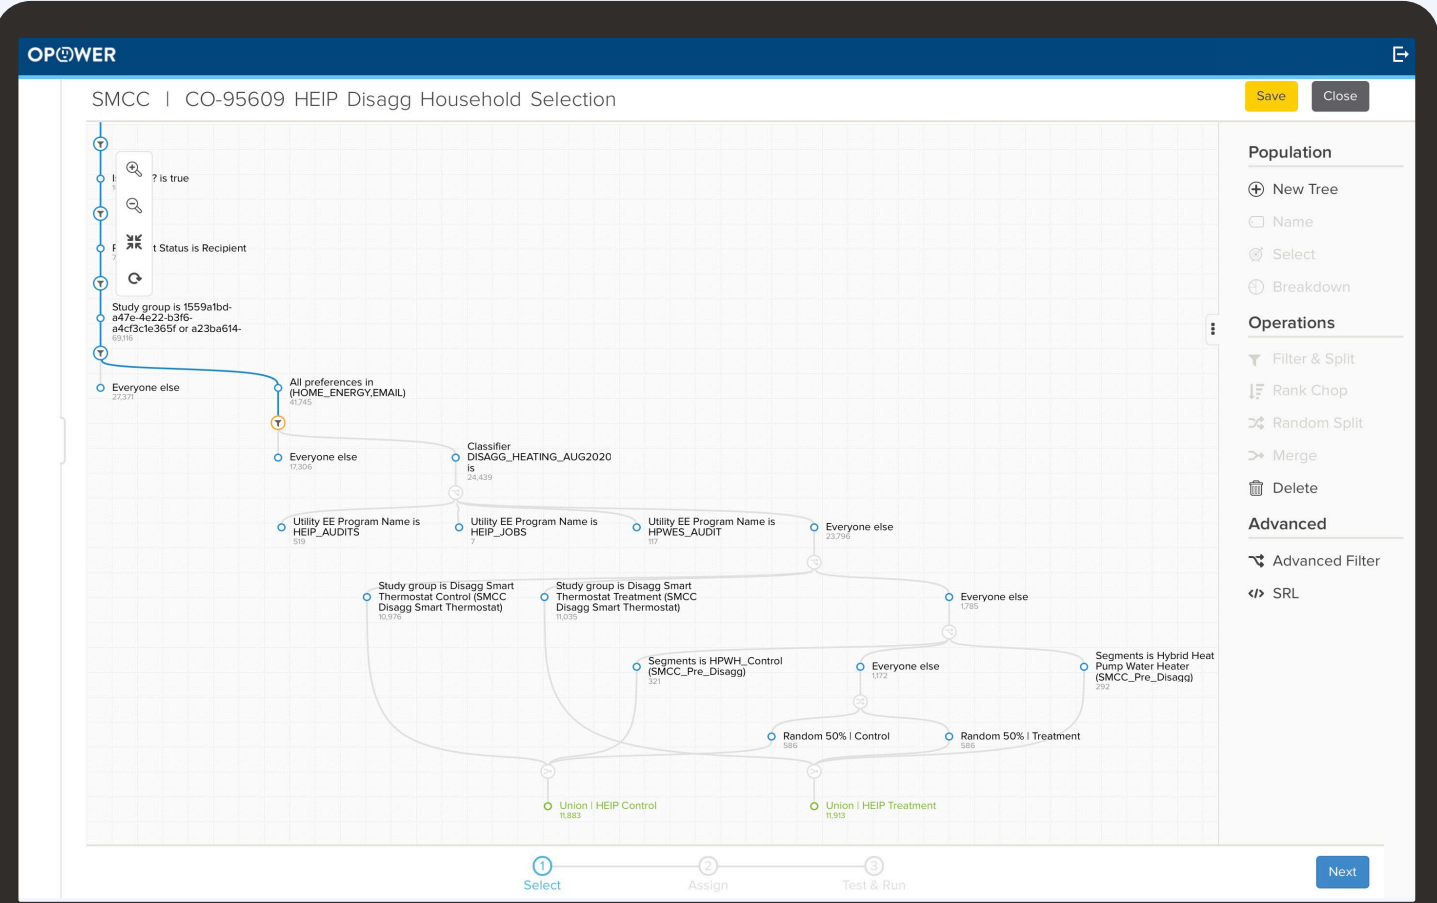 OPOWER
SMCC | CO-95609 HEIP Disagg Household Selection
Save
Close
? is true
t Status is Recipient
Study group is 1559a1bd-
a47e-4e22-b3f6-
a4cf3c1e365f or a23ba614-
69,116
Everyone else
27,371
All preferences in
(HOME_ENERGY,EMAIL)
41,745
Everyone else
17,306
Classifier
DISAGG_HEATING_AUG2020
is
24,439
Utility EE Program Name is
HEIP_AUDITS
519
Utility EE Program Name is
HEIP_JOBS
7
Utility EE Program Name is
HPWES_AUDIT
117
Everyone else
23,796
Study group is Disagg Smart
Thermostat Control (SMCC
Disagg Smart Thermostat)
10,976
Study group is Disagg Smart
Thermostat Treatment (SMCC
Disagg Smart Thermostat)
11,035
Everyone else
1,785
Segments is HPWH_Control
(SMCC_Pre_Disagg)
321
Everyone else
1,172
Segments is Hybrid Heat
Pump Water Heater
(SMCC_Pre_Disagg)
292
Random 50% | Control
586
Random 50% | Treatment
586
Union | HEIP Control
11,883
Union | HEIP Treatment
11,913
Population
New Tree
Name
Select
Breakdown
Operations
Filter & Split
Rank Chop
Random Split
Merge
Delete
Advanced
Advanced Filter
SRL
1
Select
2
Assign
3
Test & Run
Next